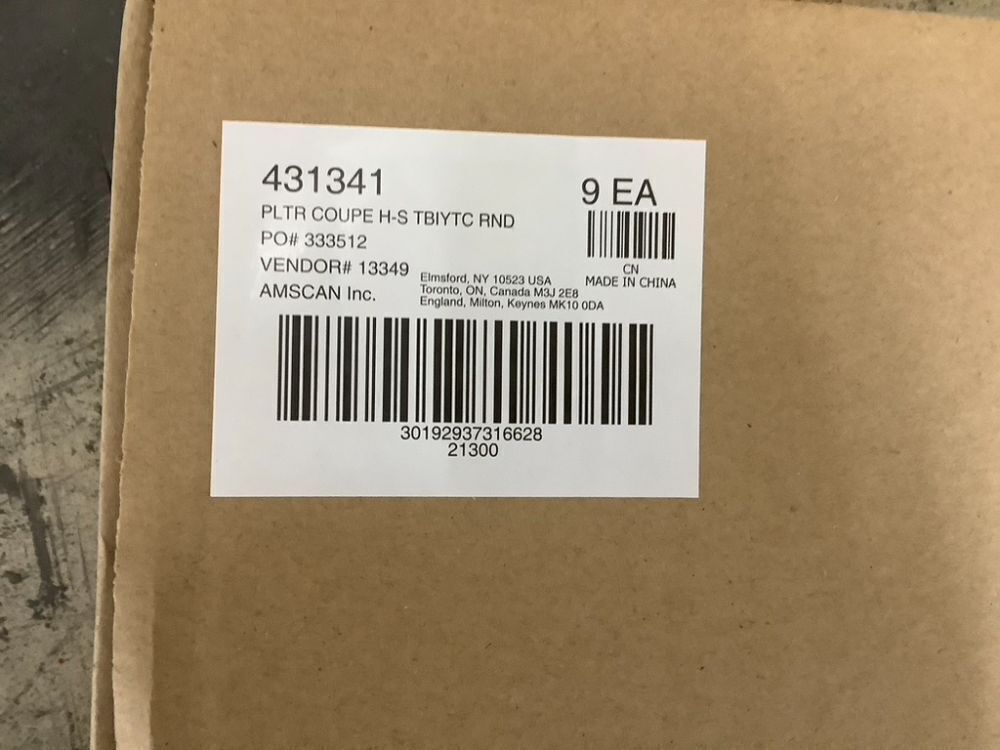 431341
9 EA
PLTR COUPE H-S TBIYTC RND
PO# 333512
VENDOR# 13349
AMSCAN Inc.
Elmsford, NY 10523 USA
Toronto, ON, Canada M3J 2E8
England, Milton, Keynes MK10 0DA
CN
MADE IN CHINA
30192937316628
21300